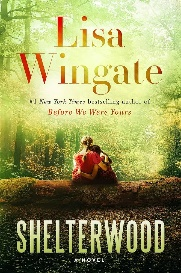 Lisa
Wingate
#1 New York Times bestselling author of
Before We Were Yours
SHELTERWOOD
A NOVEL